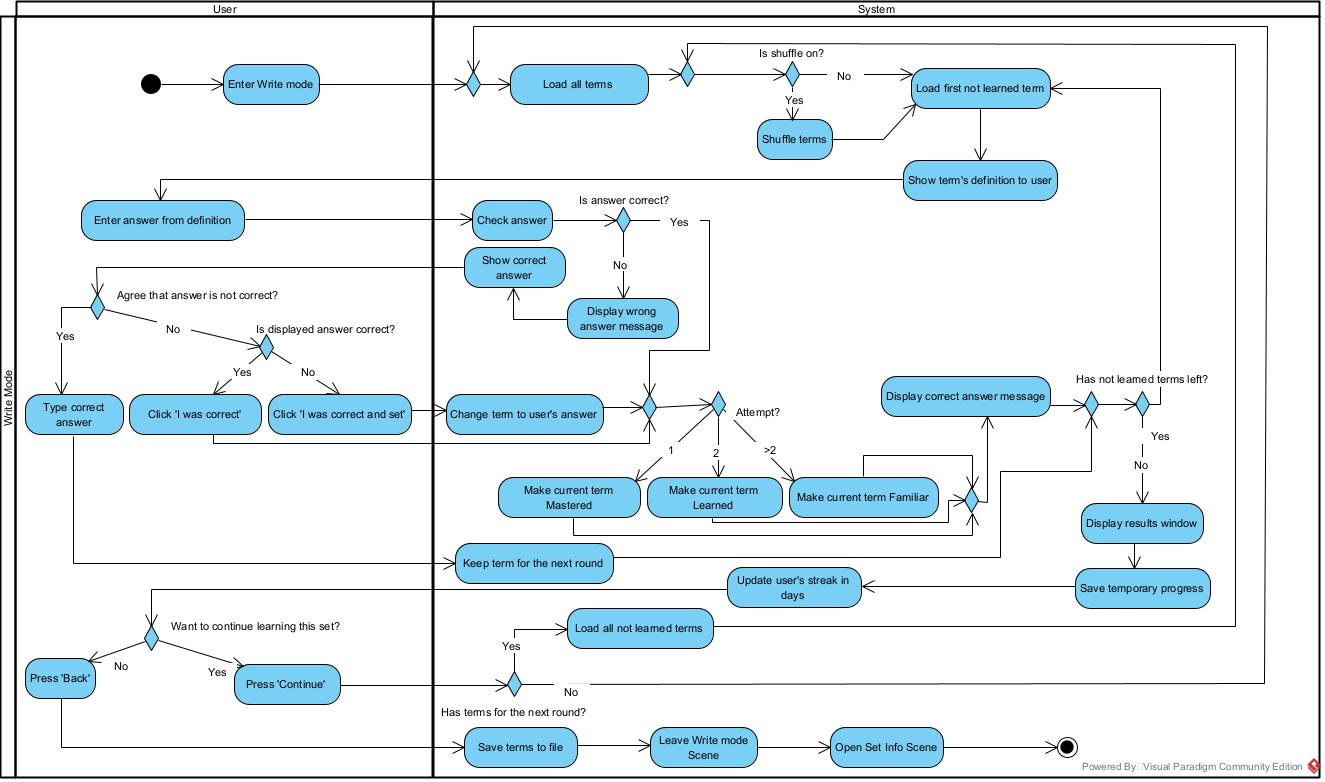 User
System
Write Mode
Is shuffle on?
Enter Write mode
Load all terms
No
Load first not learned term
Yes
Shuffle terms
Show term's definition to user
Is answer correct?
Enter answer from definition
Check answer
Yes
Show correct
answer
No
Agree that answer is not correct?
Display wrong
answer message
Is displayed answer correct?
Yes
No
Yes
No
Has not learned terms left?
Type correct
answer
Click 'I was correct'
Click 'I was correct and set'
Change term to user's answer
Attempt?
Display correct answer message
Yes
1
2
>2
No
Make current term
Mastered
Make current term
Learned
Make current term Familiar
Display results window
Keep term for the next round
Update user's streak in
days
Save temporary progress
Want to continue learning this set?
Load all not learned terms
Yes
No
Yes
Press 'Back'
Press 'Continue'
No
Has terms for the next round?
Save terms to file
Leave Write mode
Scene
Open Set Info Scene
Powered By Visual Paradigm Community Edition